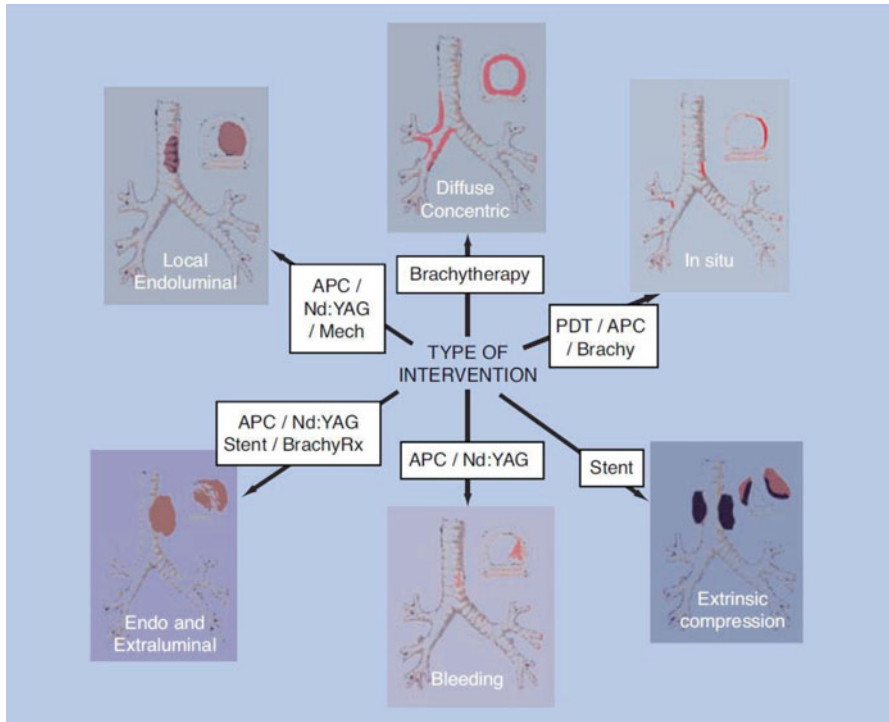 Diffuse
Concentric
Local
Endoluminal
In situ
Brachytherapy
APC /
Nd:YAG
/ Mech
PDT / APC
/ Brachy
TYPE OF
INTERVENTION
APC / Nd:YAG
Stent / BrachyRx
APC / Nd:YAG
Stent
Endo and
Extraluminal
Bleeding
Extrinsic
compression